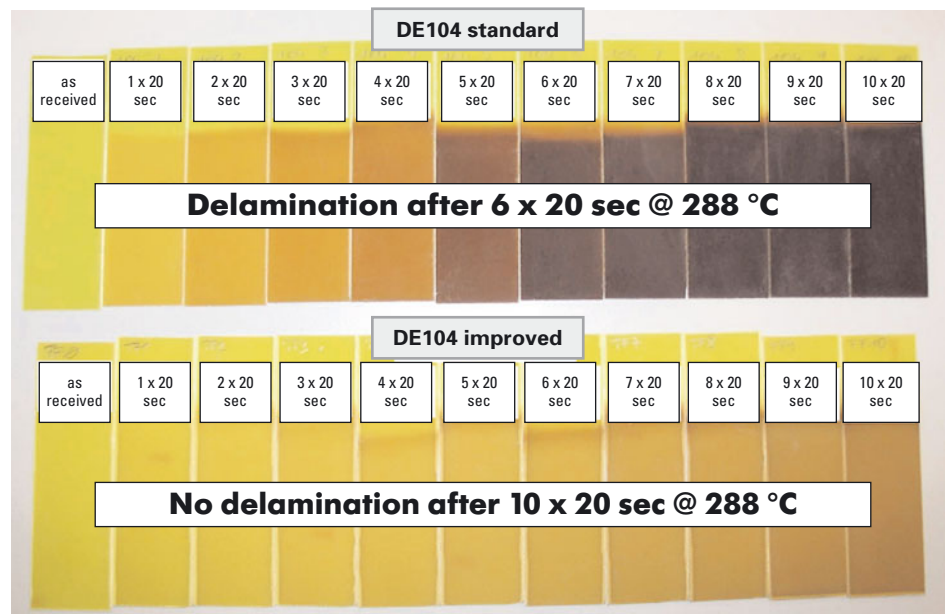 DE104 standard
as
received
1 x 20
sec
2 x 20
sec
3 x 20
sec
4 x 20
sec
5 x 20
sec
6 x 20
sec
7 x 20
sec
8 x 20
sec
9 x 20
sec
10 x 20
sec
Delamination after 6 x 20 sec @ 288 °C
DE104 improved
as
received
1 x 20
sec
2 x 20
sec
3 x 20
sec
4 x 20
sec
5 x 20
sec
6 x 20
sec
7 x 20
sec
8 x 20
sec
9 x 20
sec
10 x 20
sec
No delamination after 10 x 20 sec @ 288 °C